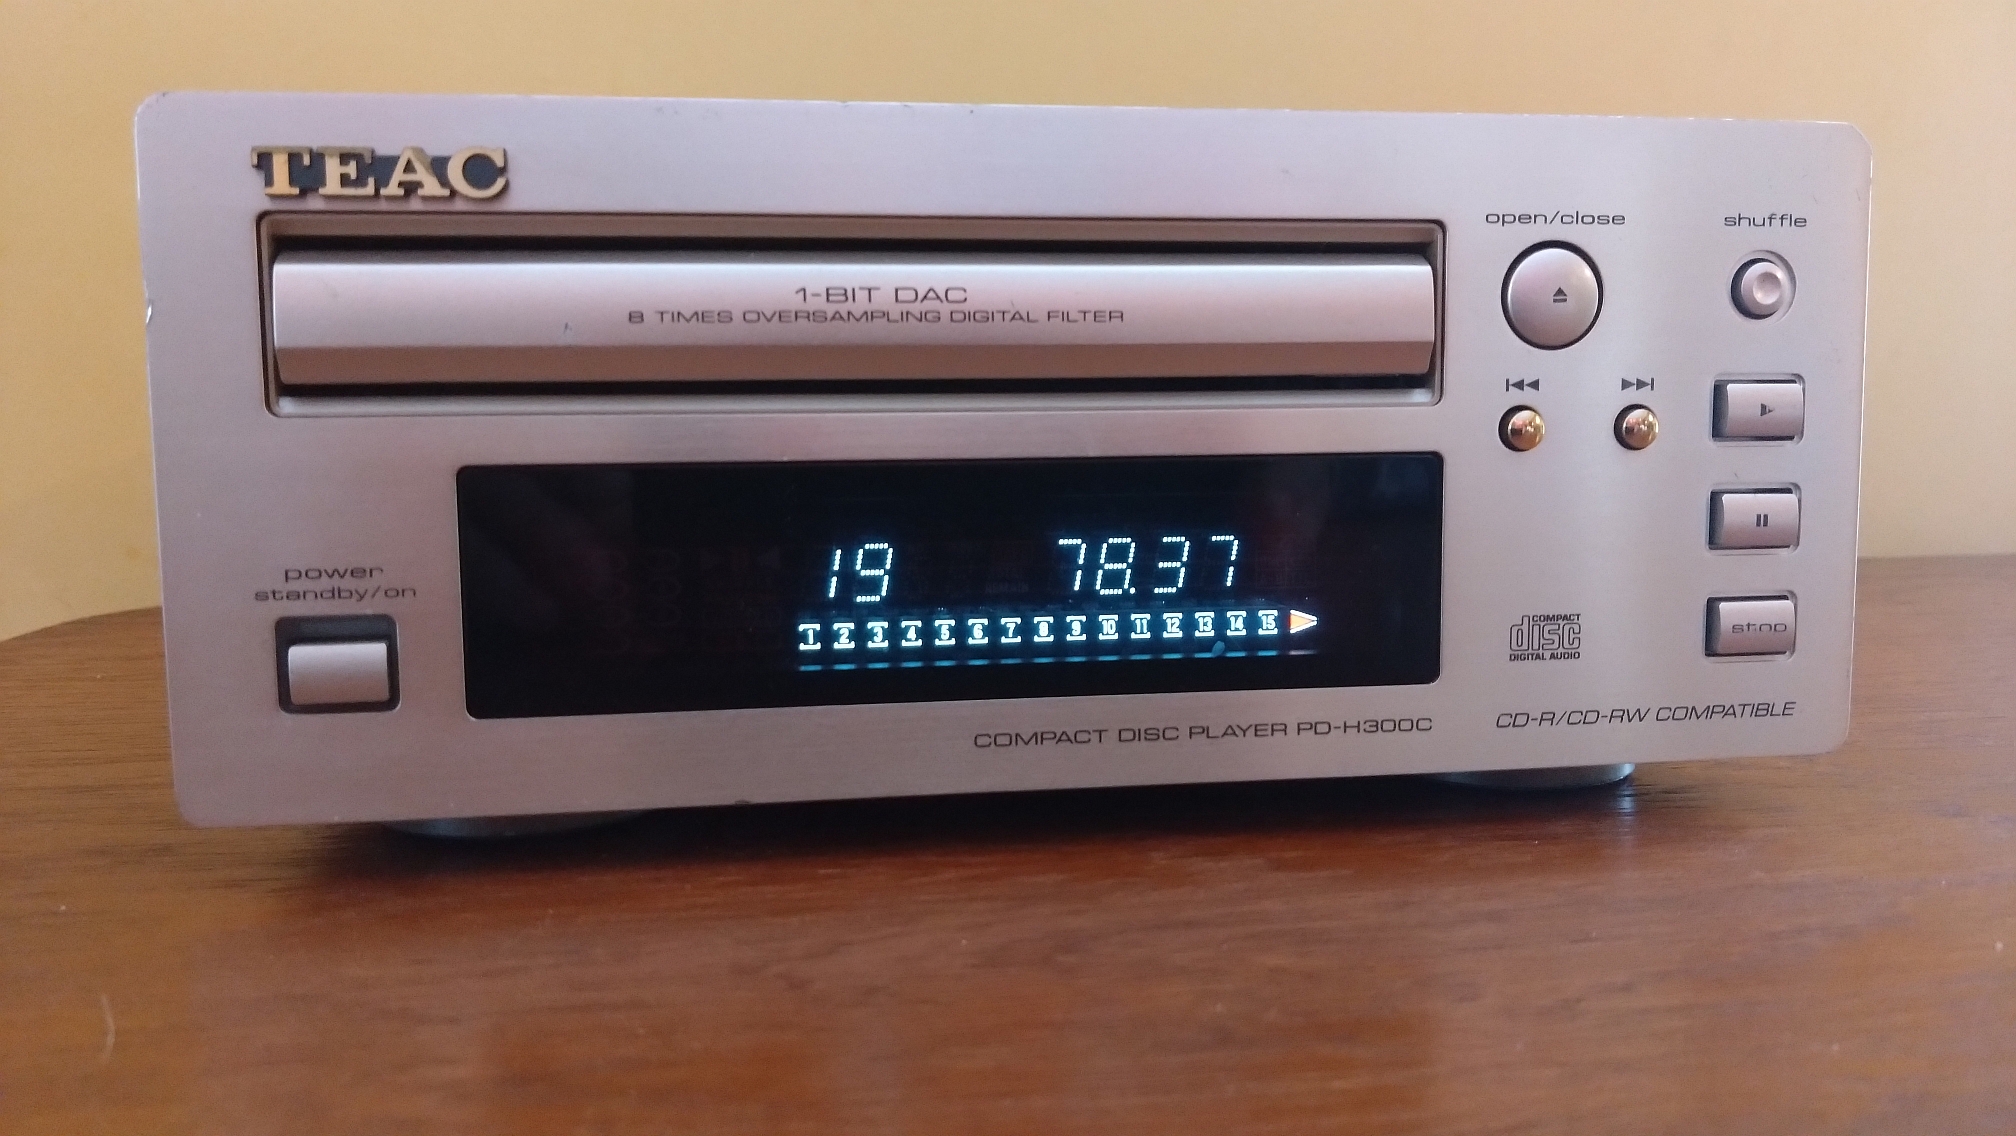 TEAC
open/close
shuffle
1-BIT DAC
8 TIMES OVERSAMPLING DIGITAL FILTER
19 78.37
1 2 3 4 5 6 7 8 9 10 11 12 13 14 15
power
standby/on
stop
COMPACT
disc
DIGITAL AUDIO
COMPACT DISC PLAYER PD-H300C
CD-R/CD-RW COMPATIBLE